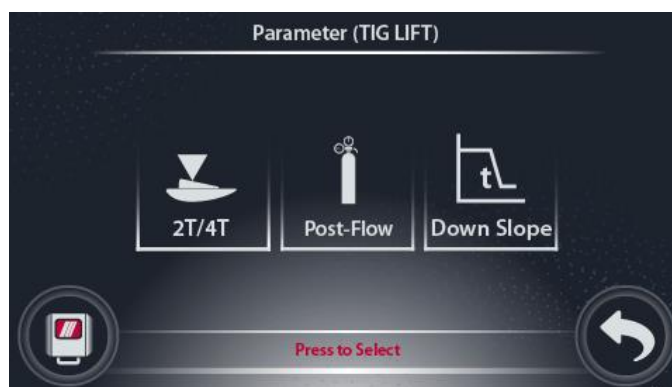 Parameter (TIG LIFT)
t
2T/4T
Post-Flow
Down Slope
Press to Select